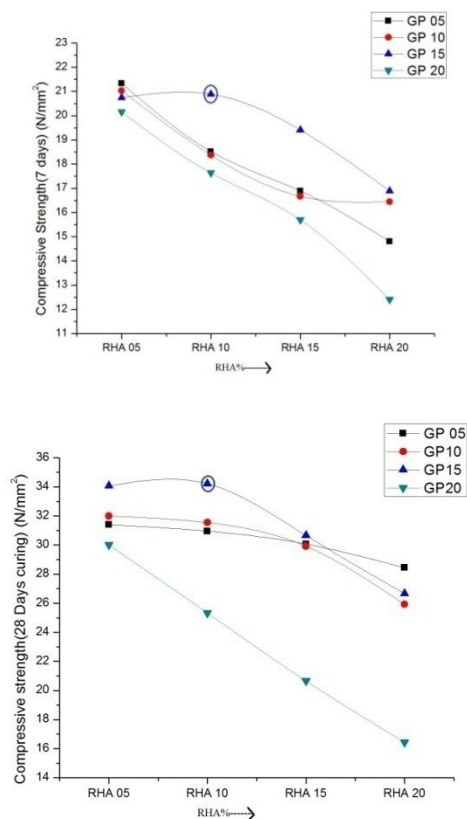 GP 05
GP 10
GP 15
GP 20
Compressive Strength(7 days) (N/mm²)
23
22
21
20
19
18
17
16
15
14
13
12
11
RHA 05 RHA 10 RHA 15 RHA 20
RHA%------->
GP 05
GP10
GP15
GP20
Compressive strength(28 Days curing) (N/mm²)
36
34
32
30
28
26
24
22
20
18
16
14
RHA 05 RHA 10 RHA 15 RHA 20
RHA%------->